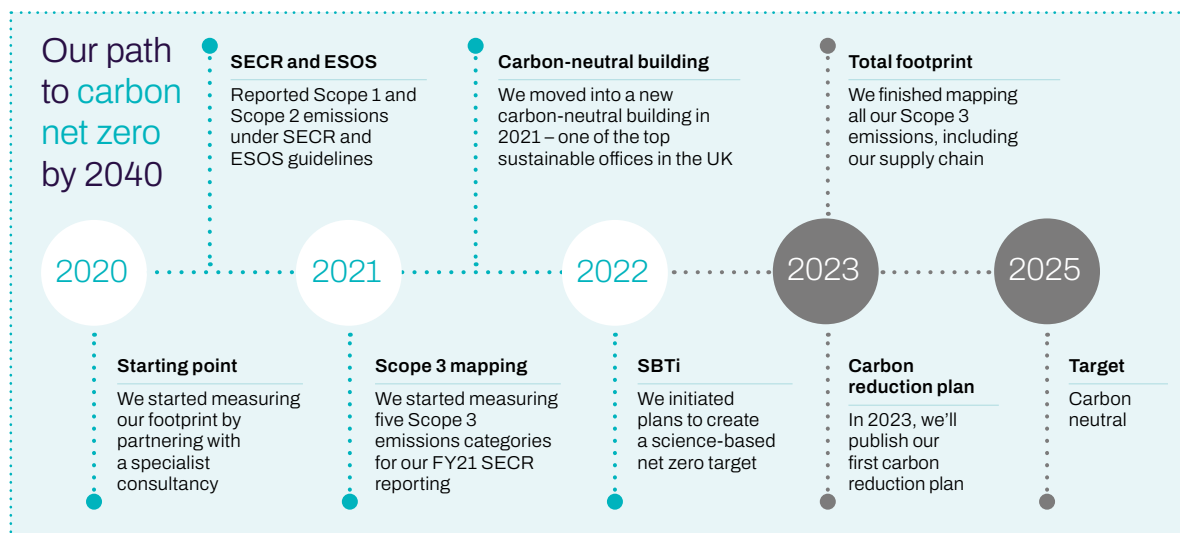 Our path
to carbon
net zero
by 2040
SECR and ESOS
Reported Scope 1 and
Scope 2 emissions
under SECR and
ESOS guidelines
Carbon-neutral building
We moved into a new
carbon-neutral building in
2021 – one of the top
sustainable offices in the UK
Total footprint
We finished mapping
all our Scope 3
emissions, including
our supply chain
2020
2021
2022
2023
2025
Starting point
We started measuring
our footprint by
partnering with
a specialist
consultancy
Scope 3 mapping
We started measuring
five Scope 3
emissions categories
for our FY21 SECR
reporting
SBTi
We initiated
plans to create
a science-based
net zero target
Carbon
reduction plan
In 2023, we’ll
publish our
first carbon
reduction plan
Target
Carbon
neutral